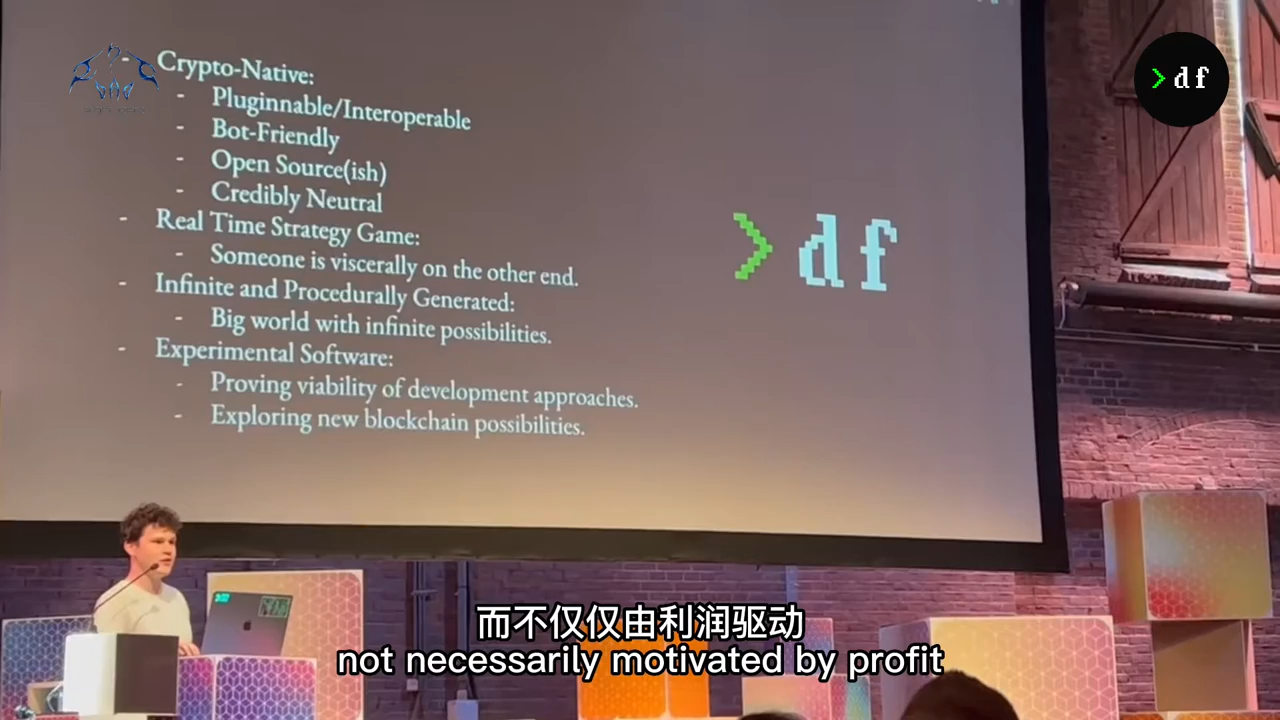 - Crypto-Native:
- Pluginnable/Interoperable
- Bot-Friendly
- Open Source(ish)
- Credibly Neutral
- Real Time Strategy Game:
- Someone is viscerally on the other end.
- Infinite and Procedurally Generated:
- Big world with infinite possibilities.
- Experimental Software:
- Proving viability of development approaches.
- Exploring new blockchain possibilities.
> df
> df
而不仅仅由利润驱动
not necessarily motivated by profit